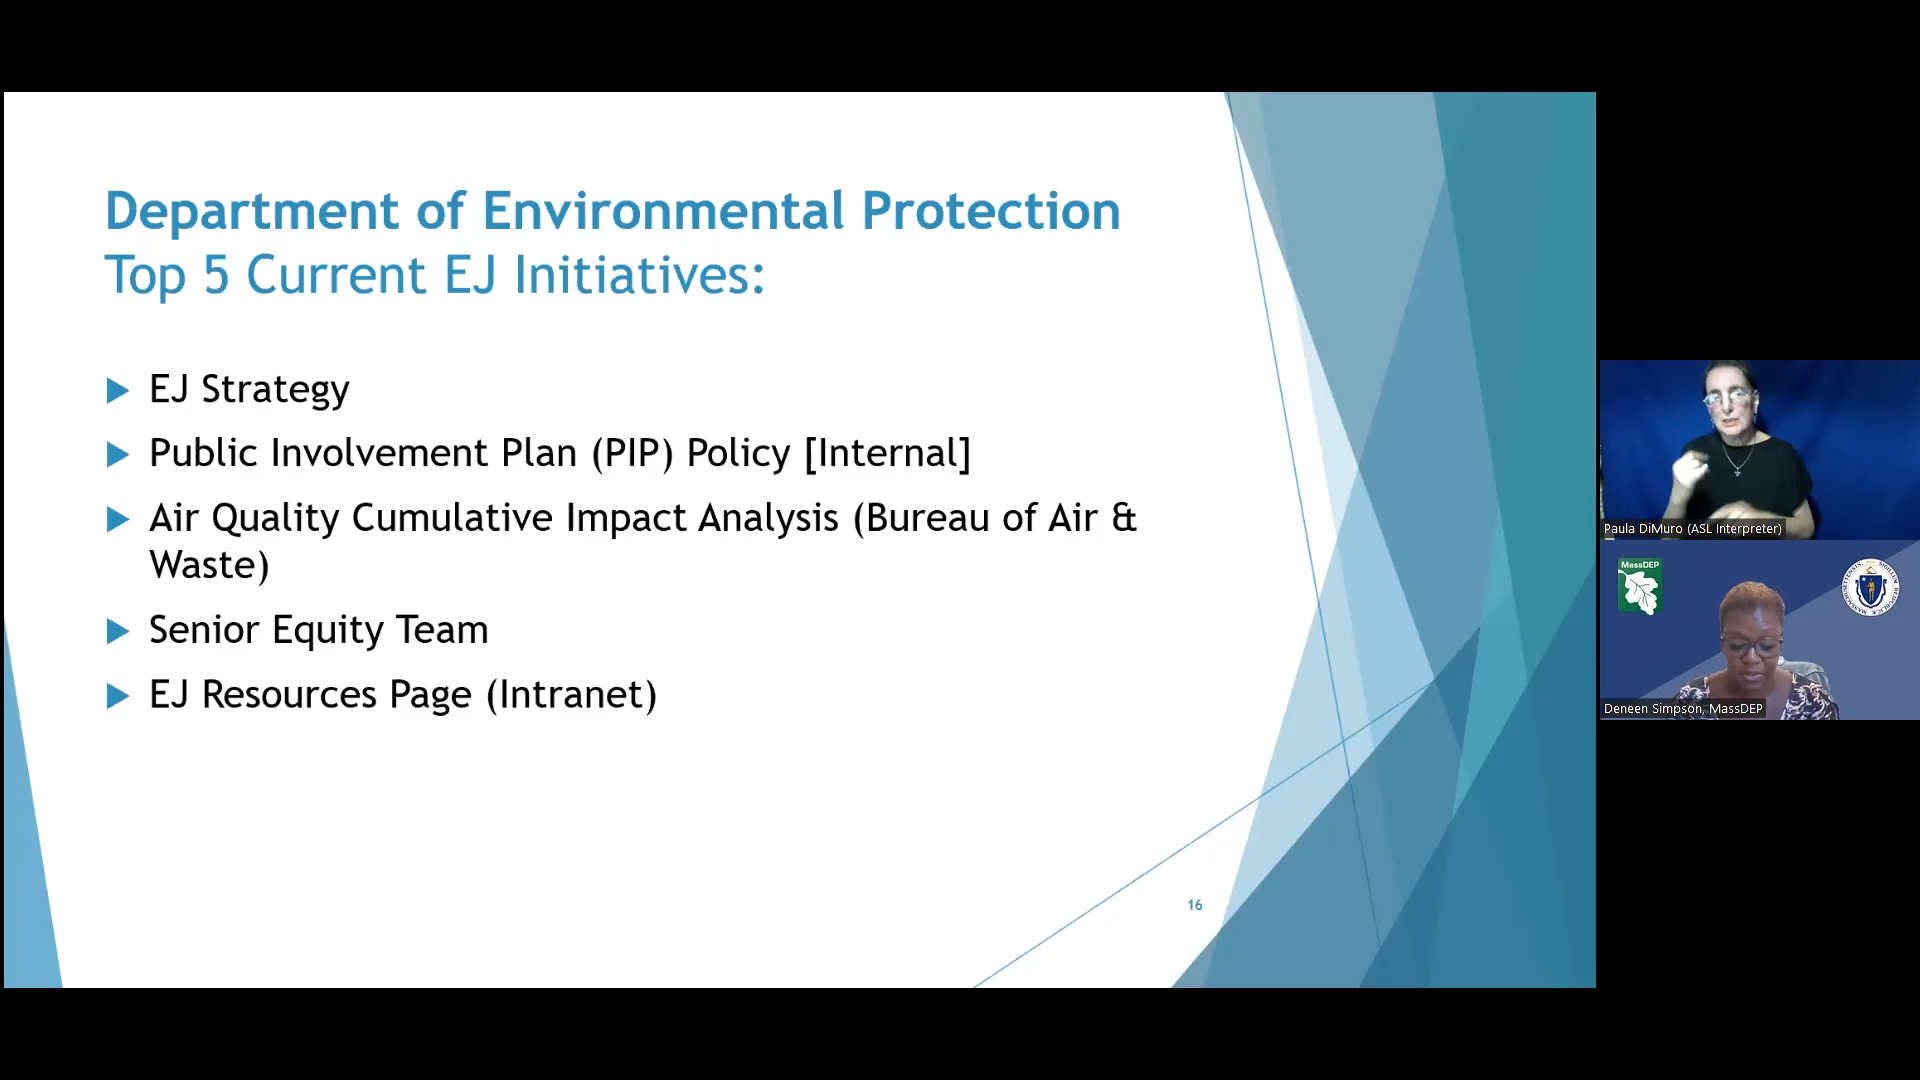 Department of Environmental Protection
Top 5 Current EJ Initiatives:
EJ Strategy
Public Involvement Plan (PIP) Policy [Internal]
Air Quality Cumulative Impact Analysis (Bureau of Air &
Waste)
Senior Equity Team
EJ Resources Page (Intranet)
16
Paula DiMuro (ASL Interpreter)
MassDEP
Deneen Simpson, MassDEP